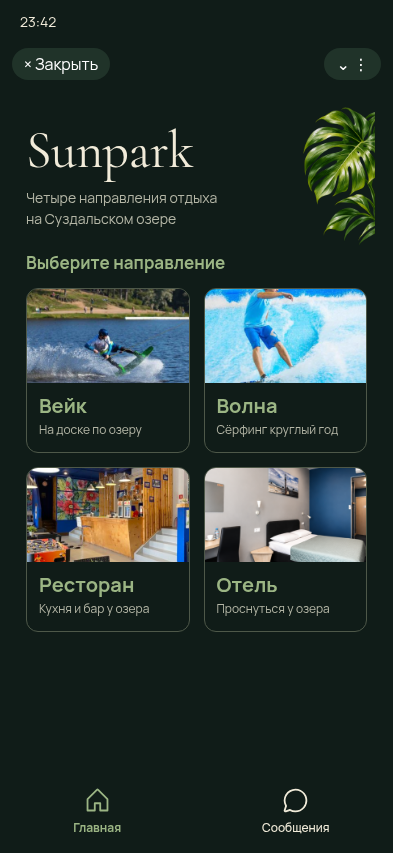 23:42
× Закрыть
Sunpark
Четыре направления отдыха
на Суздальском озере
Выберите направление
Вейк
На доске по озеру
Волна
Сёрфинг круглый год
Ресторан
Кухня и бар у озера
Отель
Проснуться у озера
Главная
Сообщения